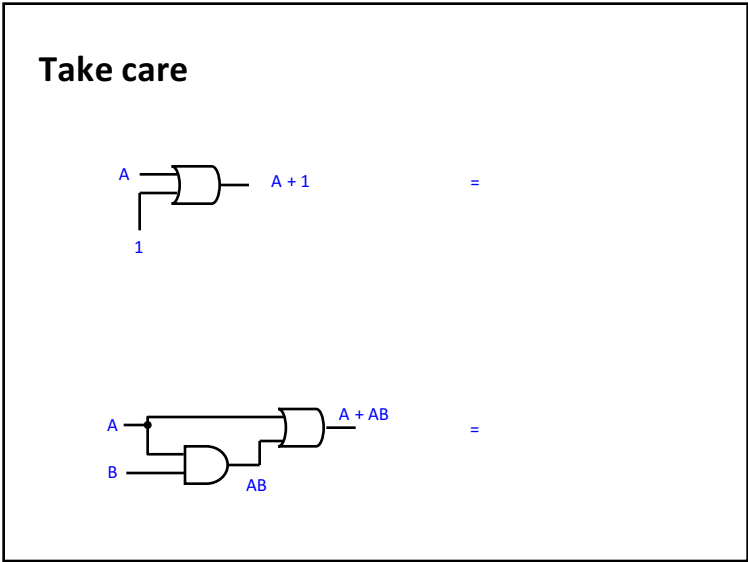 Take care
A
A + 1
=
1
A
A + AB
=
B
AB